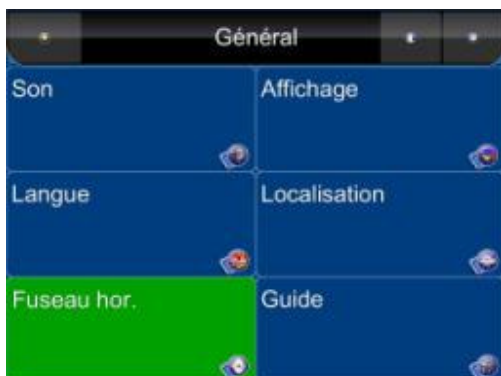 Général
Son
Affichage
Langue
Localisation
Fuseau hor.
Guide